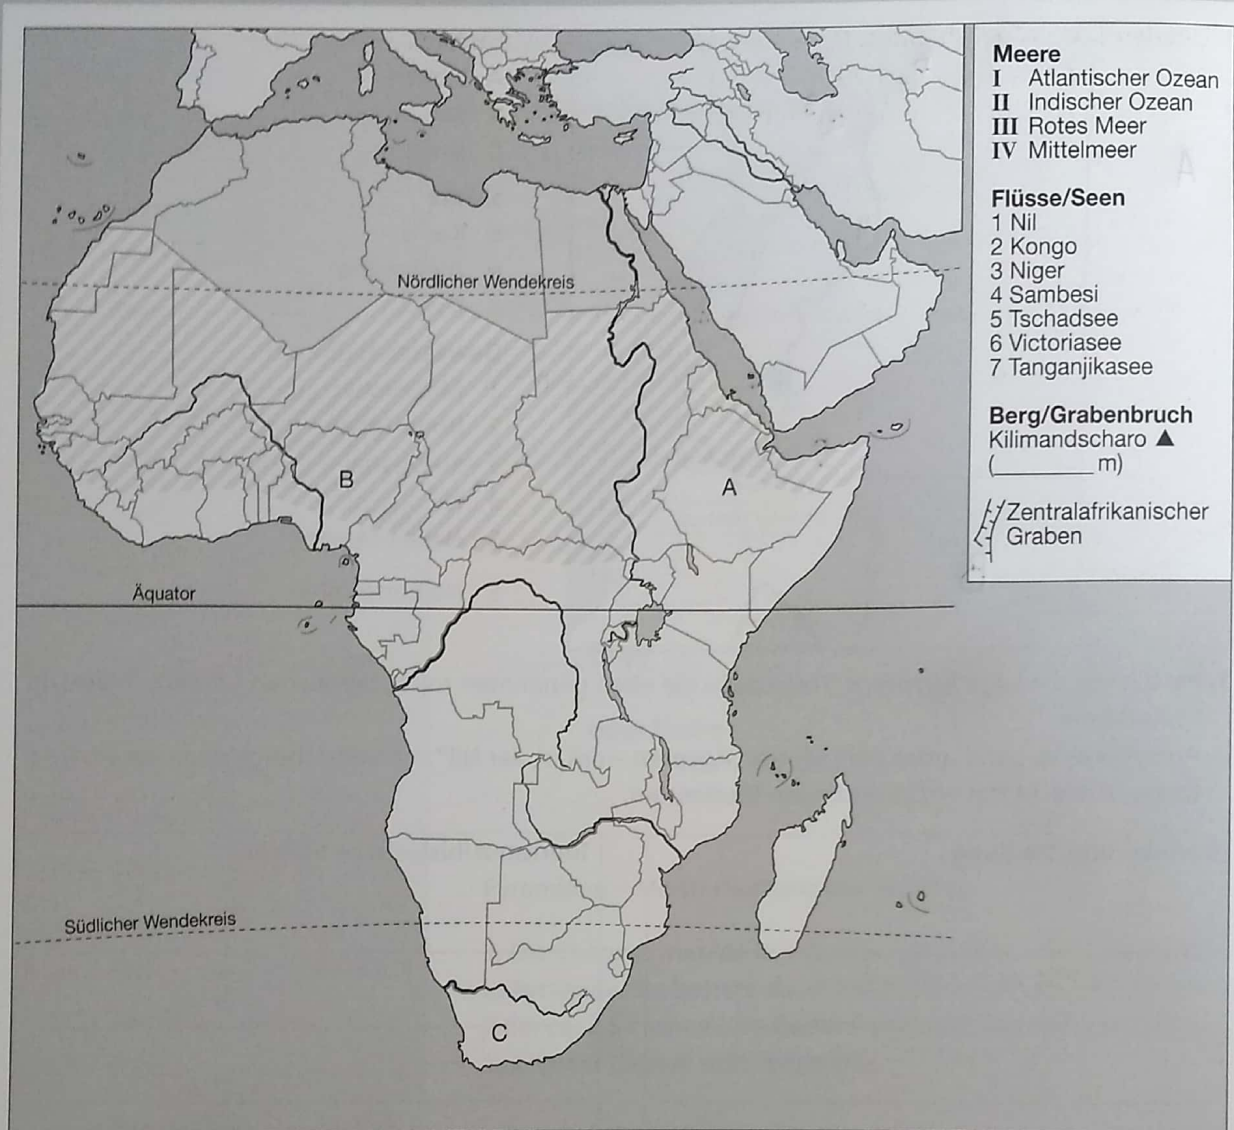 Meere
I Atlantischer Ozean
II Indischer Ozean
III Rotes Meer
IV Mittelmeer
Flüsse/Seen
1 Nil
2 Kongo
3 Niger
4 Sambesi
5 Tschadsee
6 Victoriasee
7 Tanganjikasee
Berg/Grabenbruch
Kilimandscharo ▲
(________ m)
Zentralafrikanischer
Graben
Nördlicher Wendekreis
B
A
Äquator
Südlicher Wendekreis
C